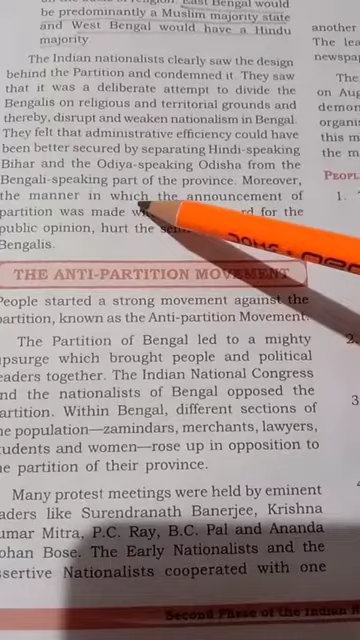 East Bengal would
be predominantly a Muslim majority state
and West Bengal would have a Hindu
majority.
The Indian nationalists clearly saw the design
behind the Partition and condemned it. They saw
that it was a deliberate attempt to divide the
Bengalis on religious and territorial grounds and
thereby, disrupt and weaken nationalism in Bengal.
They felt that administrative efficiency could have
been better secured by separating Hindi-speaking
Bihar and the Odiya-speaking Odisha from the
Bengali-speaking part of the province. Moreover,
the manner in which the announcement of
partition was made for the
public opinion, hurt the
Bengalis.
THE ANTI-PARTITION MOVEMENT
People started a strong movement against the
partition, known as the Anti-partition Movement.
The Partition of Bengal led to a mighty
upsurge which brought people and political
leaders together. The Indian National Congress
and the nationalists of Bengal opposed the
partition. Within Bengal, different sections of
the population—zamindars, merchants, lawyers,
students and women—rose up in opposition to
the partition of their province.
Many protest meetings were held by eminent
leaders like Surendranath Banerjee, Krishna
Kumar Mitra, P.C. Ray, B.C. Pal and Ananda
Mohan Bose. The Early Nationalists and the
Assertive Nationalists cooperated with one
Second Phase of the Indian
another
The
on
this m
the m
1.
2.
3